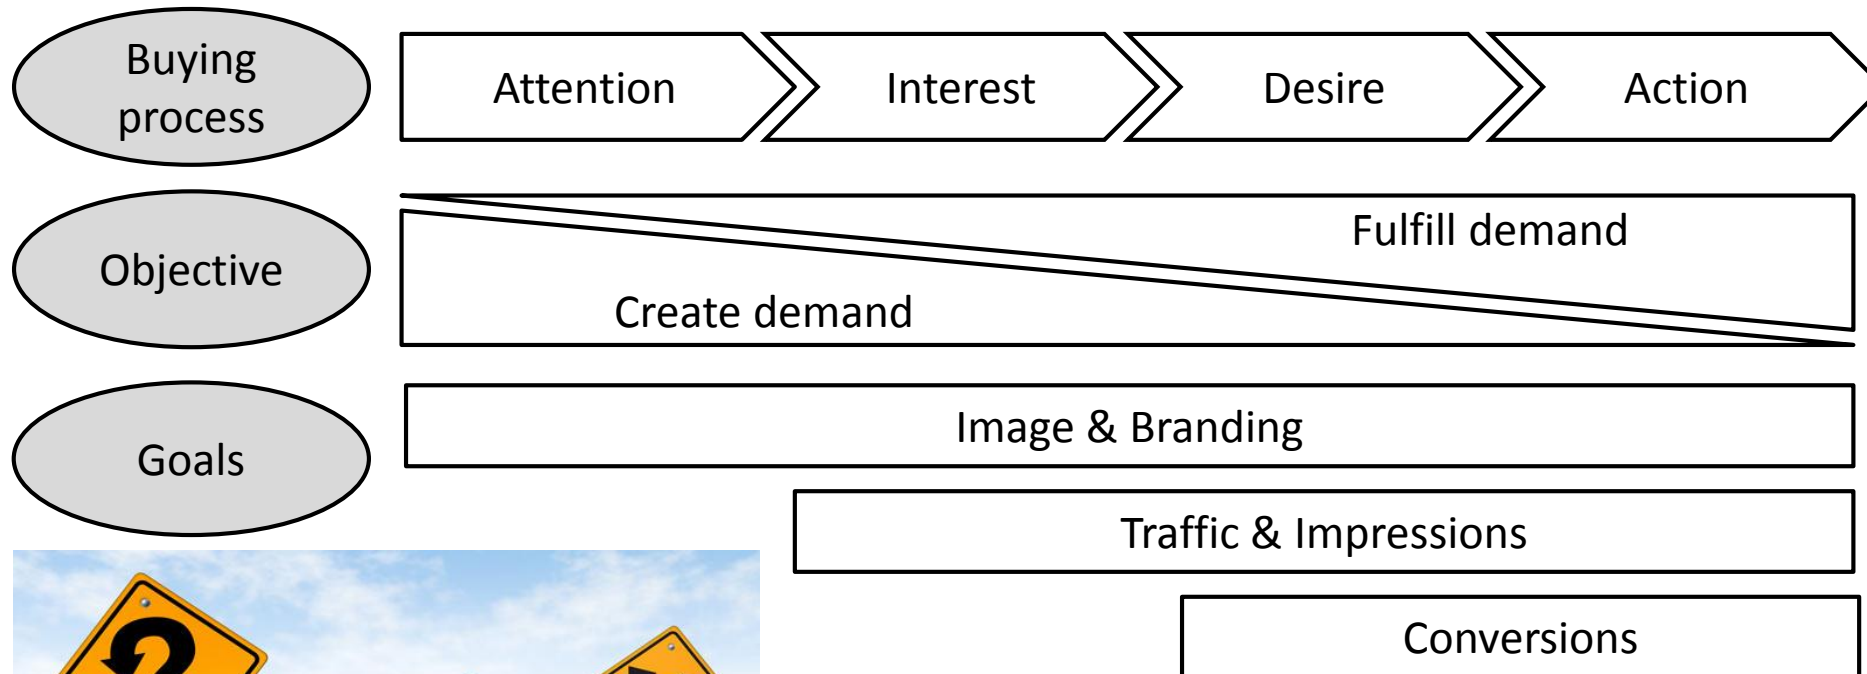 Buying
process
Attention
Interest
Desire
Action
Objective
Fulfill demand
Create demand
Goals
Image & Branding
Traffic & Impressions
Conversions